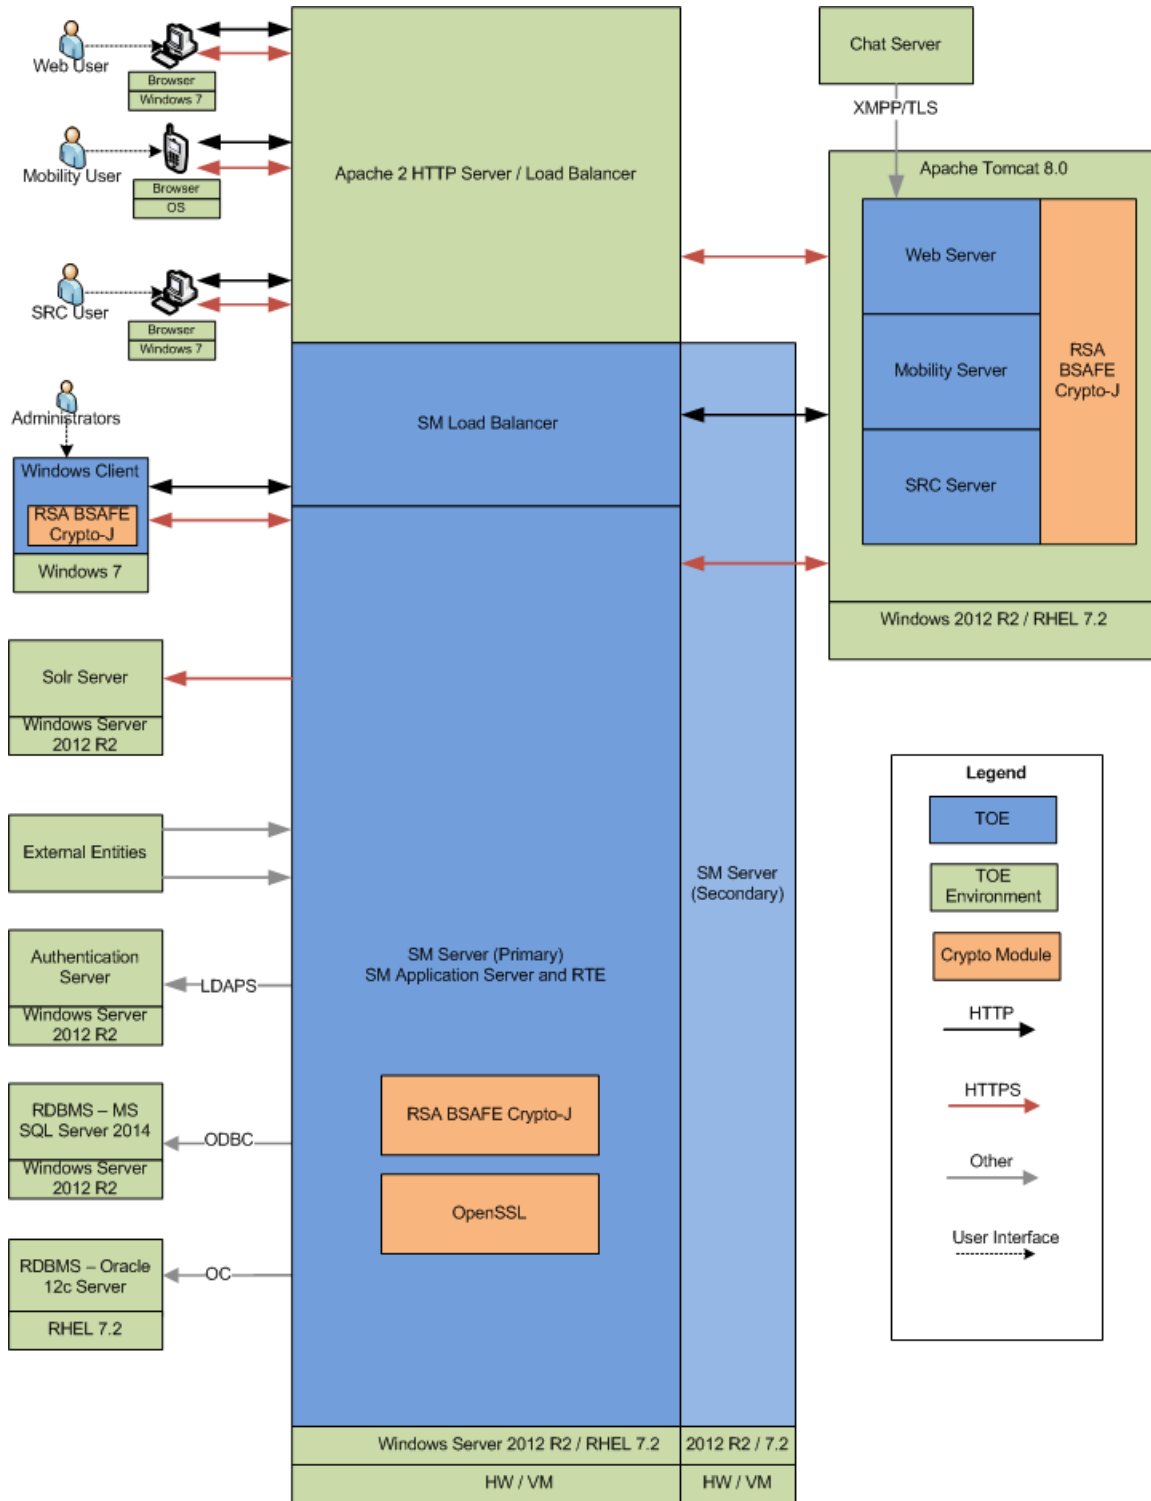 Web User
Browser
Windows 7
Mobility User
Browser
OS
SRC User
Browser
Windows 7
Administrators
Windows Client
RSA BSAFE
Crypto-J
Windows 7
Solr Server
Windows Server
2012 R2
External Entities
Authentication
Server
Windows Server
2012 R2
LDAPS
RDBMS – MS
SQL Server 2014
Windows Server
2012 R2
ODBC
RDBMS – Oracle
12c Server
RHEL 7.2
OC
Apache 2 HTTP Server / Load Balancer
SM Load Balancer
SM Server (Primary)
SM Application Server and RTE
RSA BSAFE Crypto-J
OpenSSL
Windows Server 2012 R2 / RHEL 7.2
HW / VM
SM Server
(Secondary)
2012 R2 / 7.2
HW / VM
Chat Server
XMPP/TLS
Apache Tomcat 8.0
Web Server
Mobility Server
SRC Server
RSA
BSAFE
Crypto-J
Windows 2012 R2 / RHEL 7.2
Legend
TOE
TOE
Environment
Crypto Module
HTTP
HTTPS
Other
User Interface